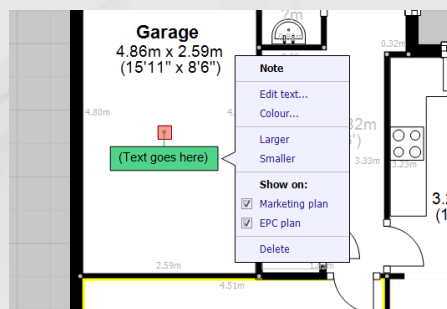 Garage
4.86m x 2.59m
(15'11" x 8'6")
0.32m
4.80m
(Text goes here)
Note
Edit text...
Colour...
Larger
Smaller
Show on:
Marketing plan
EPC plan
Delete
3.33m
3.23m
2.59m
4.51m